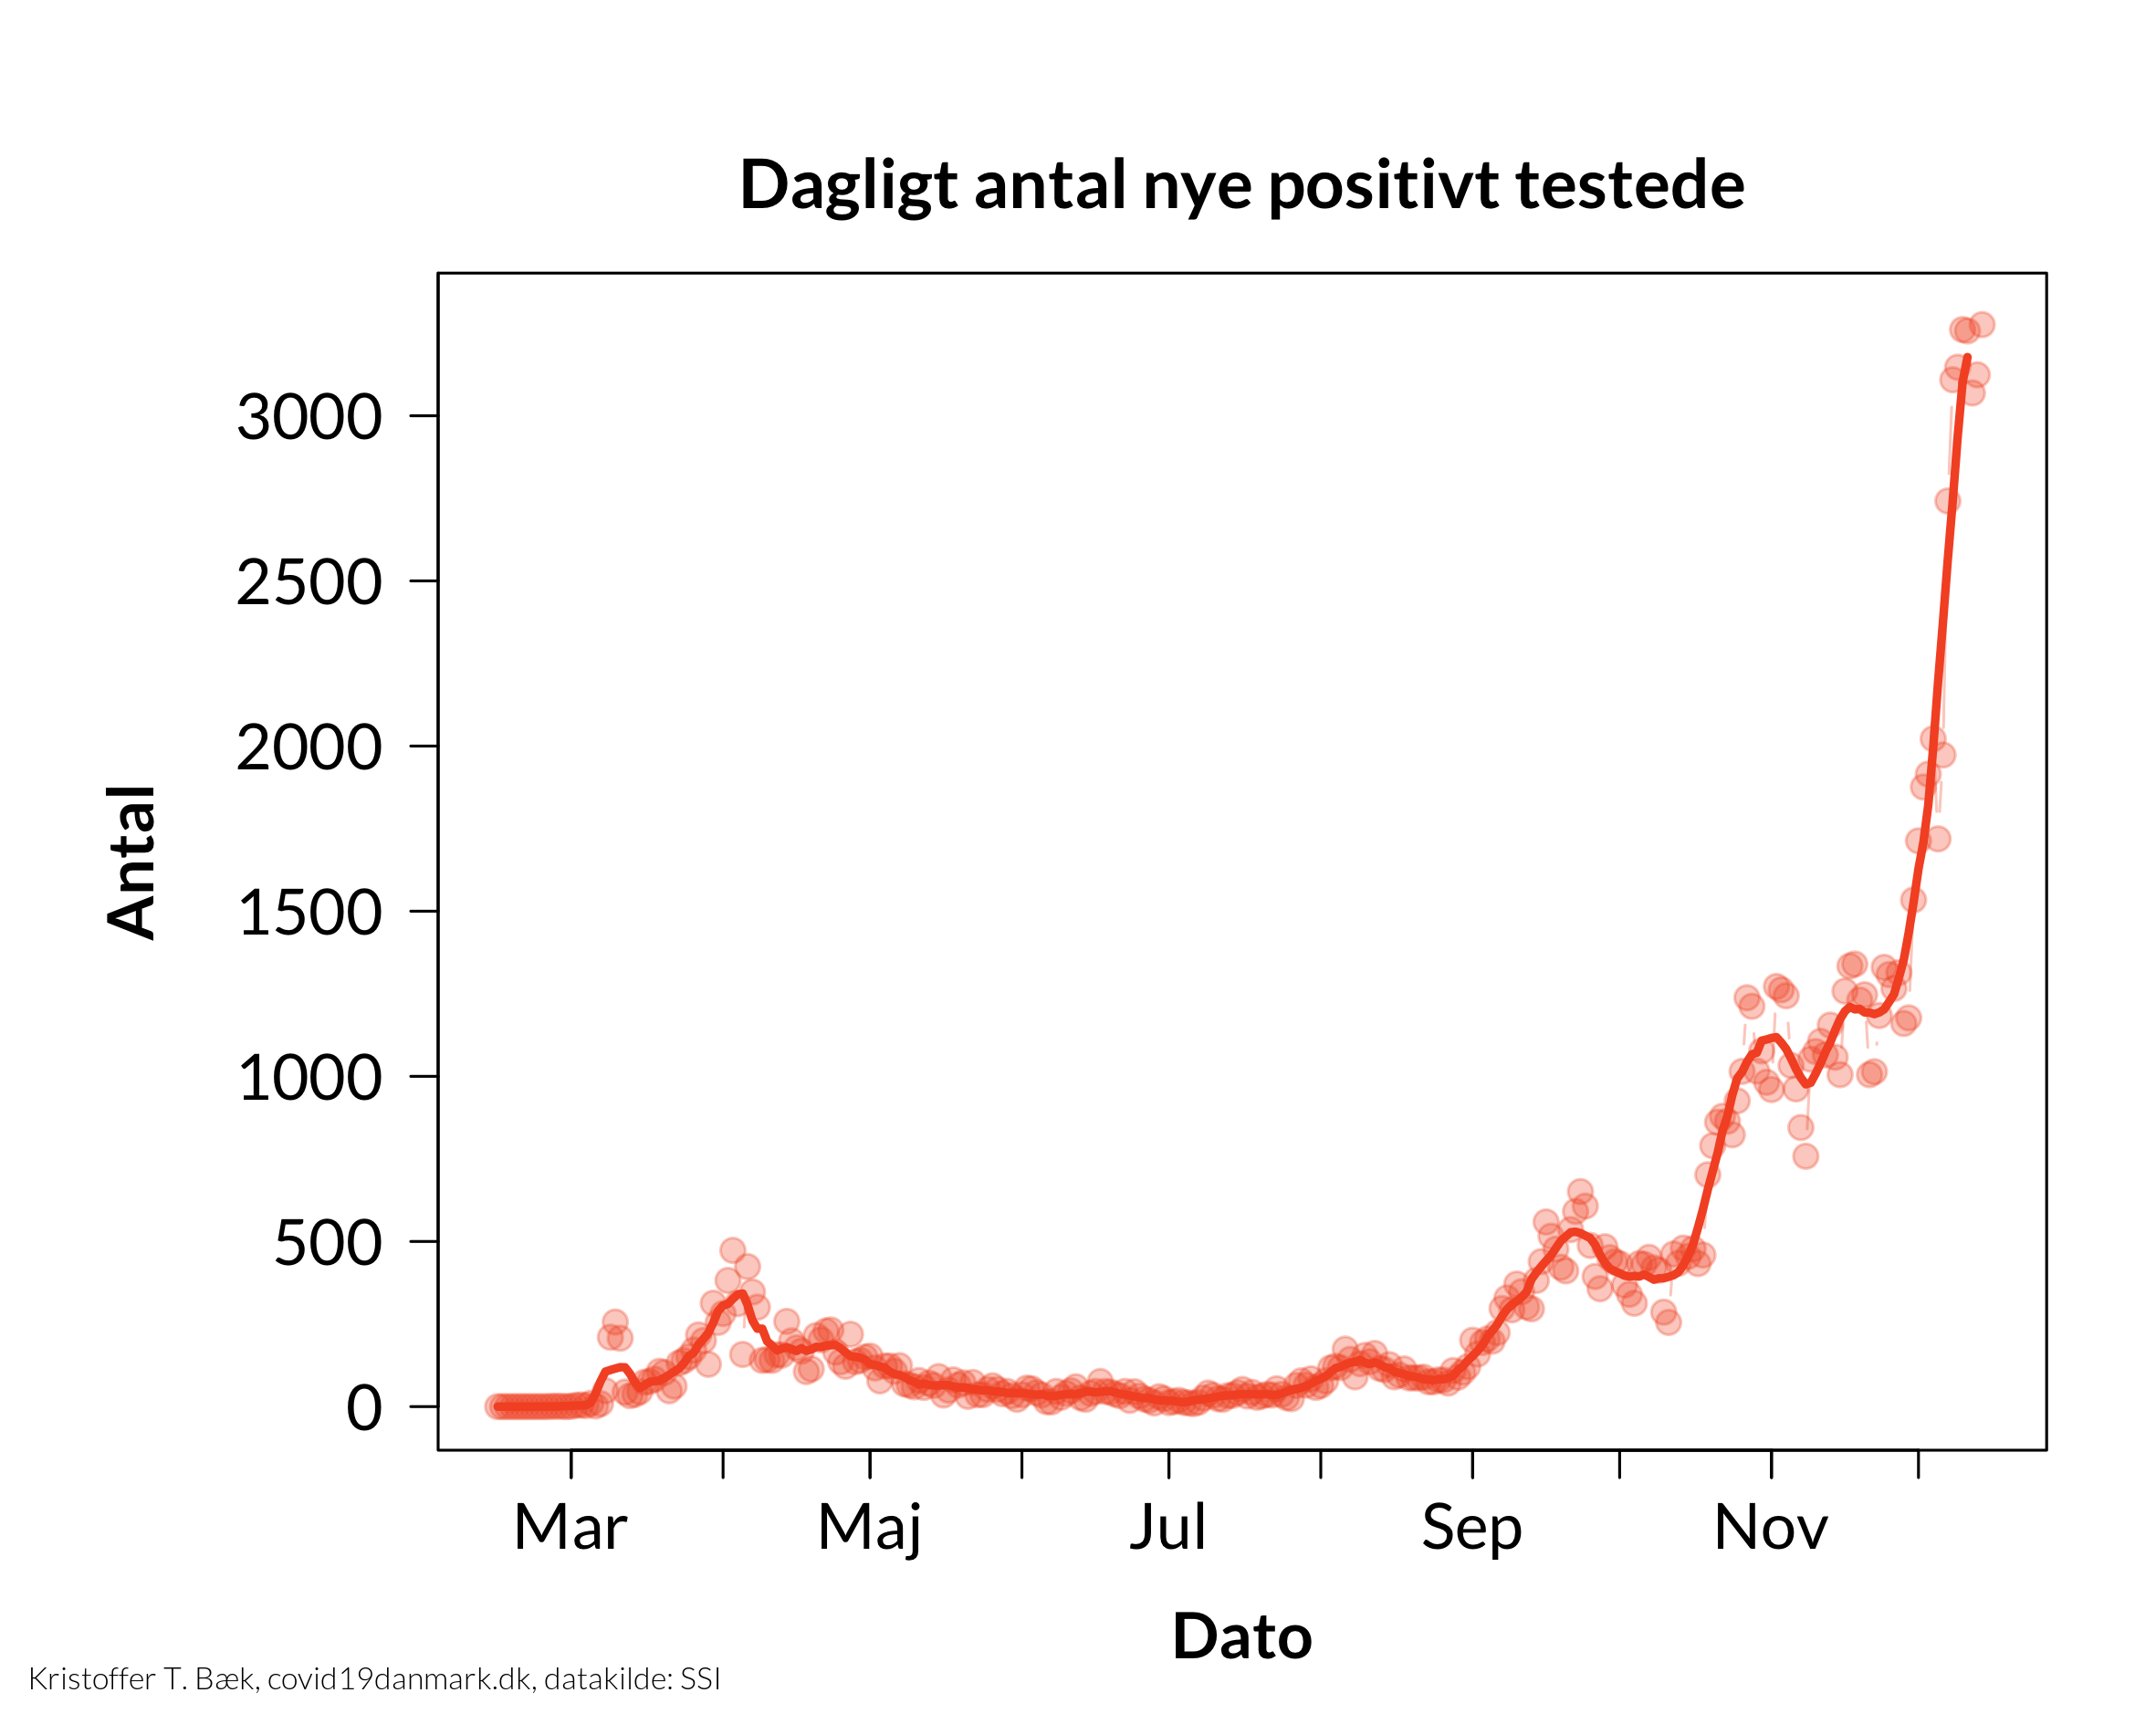 Dagligt antal nye positivt testede
Antal
3000
2500
2000
1500
1000
500
0
Mar Maj Jul Sep Nov
Dato
Kristoffer T. Bæk, covid19danmark.dk, datakilde: SSI